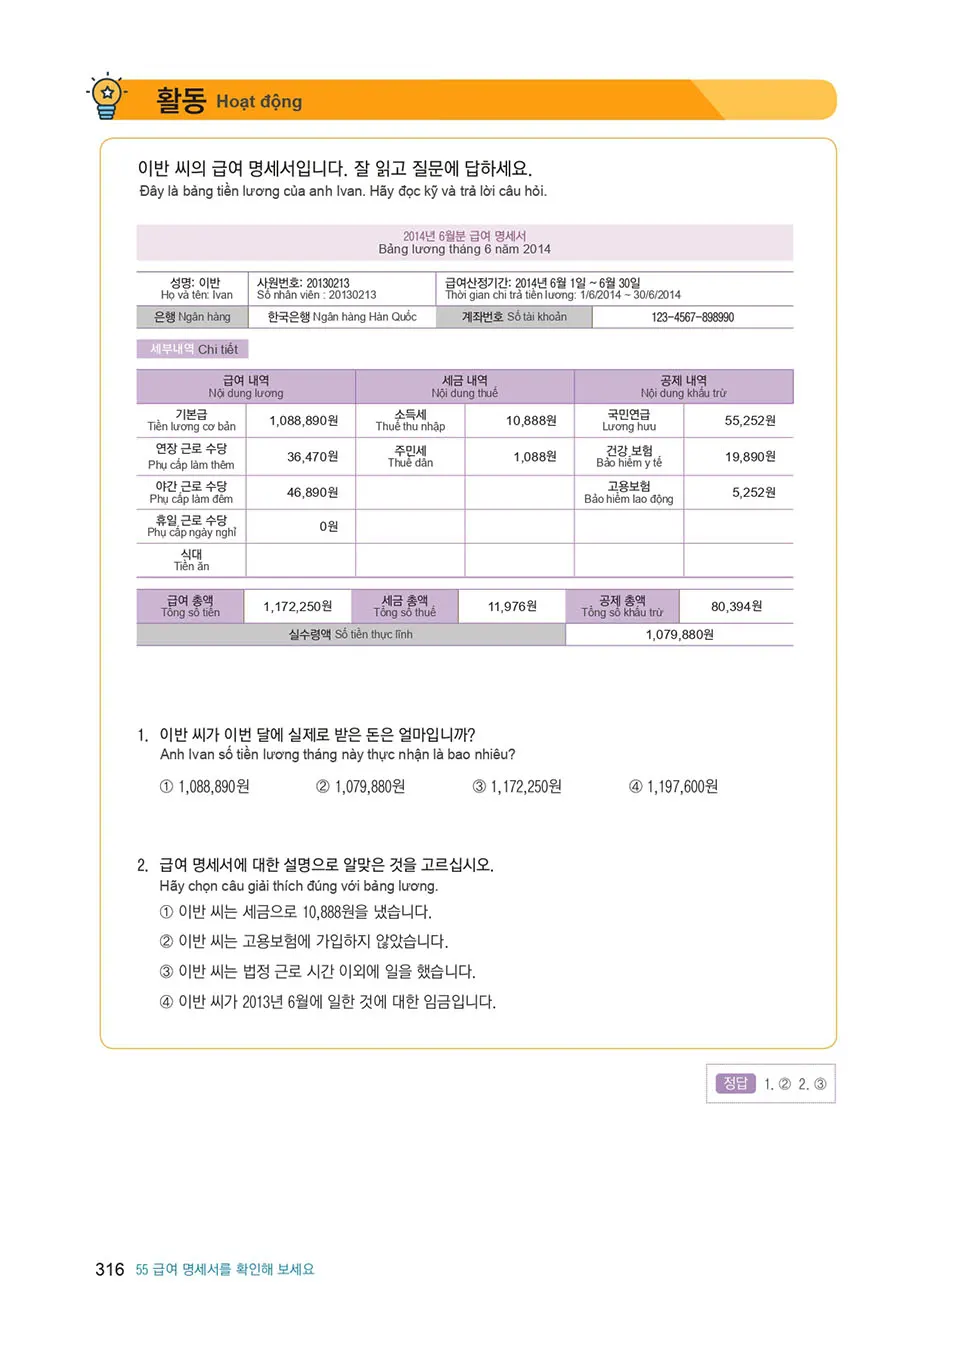 활동 Hoạt động
이반 씨의 급여 명세서입니다. 잘 읽고 질문에 답하세요.
Đây là bảng tiền lương của anh Ivan. Hãy đọc kỹ và trả lời câu hỏi.
2014년 6월분 급여 명세서
Bảng lương tháng 6 năm 2014
성명: 이반 사원번호: 20130213 급여산정기간: 2014년 6월 1일 ~ 6월 30일
Họ và tên: Ivan Số nhân viên : 20130213 Thời gian chi trả tiền lương: 1/6/2014 ~ 30/6/2014
은행 Ngân hàng 한국은행 Ngân hàng Hàn Quốc 계좌번호 Số tài khoản 123-4567-898990
세부내역 Chi tiết
급여 내역 세금 내역 공제 내역
Nội dung lương Nội dung thuế Nội dung khấu trừ
기본급 1,088,890원 소득세 10,888원 국민연금 55,252원
Tiền lương cơ bản Thuế thu nhập Lương hưu
연장 근로 수당 36,470원 주민세 1,088원 건강 보험 19,890원
Phụ cấp làm thêm Thuế dân Bảo hiểm y tế
야간 근로 수당 46,890원 고용보험 5,252원
Phụ cấp làm đêm Bảo hiểm lao động
휴일 근로 수당 0원
Phụ cấp ngày nghỉ
식대
Tiền ăn
급여 총액 1,172,250원 세금 총액 11,976원 공제 총액 80,394원
Tổng số tiền Tổng số thuế Tổng số khấu trừ
실수령액 Số tiền thực lĩnh 1,079,880원
1. 이반 씨가 이번 달에 실제로 받은 돈은 얼마입니까?
Anh Ivan số tiền lương tháng này thực nhận là bao nhiêu?
① 1,088,890원 ② 1,079,880원 ③ 1,172,250원 ④ 1,197,600원
2. 급여 명세서에 대한 설명으로 알맞은 것을 고르십시오.
Hãy chọn câu giải thích đúng với bảng lương.
① 이반 씨는 세금으로 10,888원을 냈습니다.
② 이반 씨는 고용보험에 가입하지 않았습니다.
③ 이반 씨는 법정 근로 시간 이외에 일을 했습니다.
④ 이반 씨가 2013년 6월에 일한 것에 대한 임금입니다.
정답 1. ② 2. ③
316 55 급여 명세서를 확인해 보세요